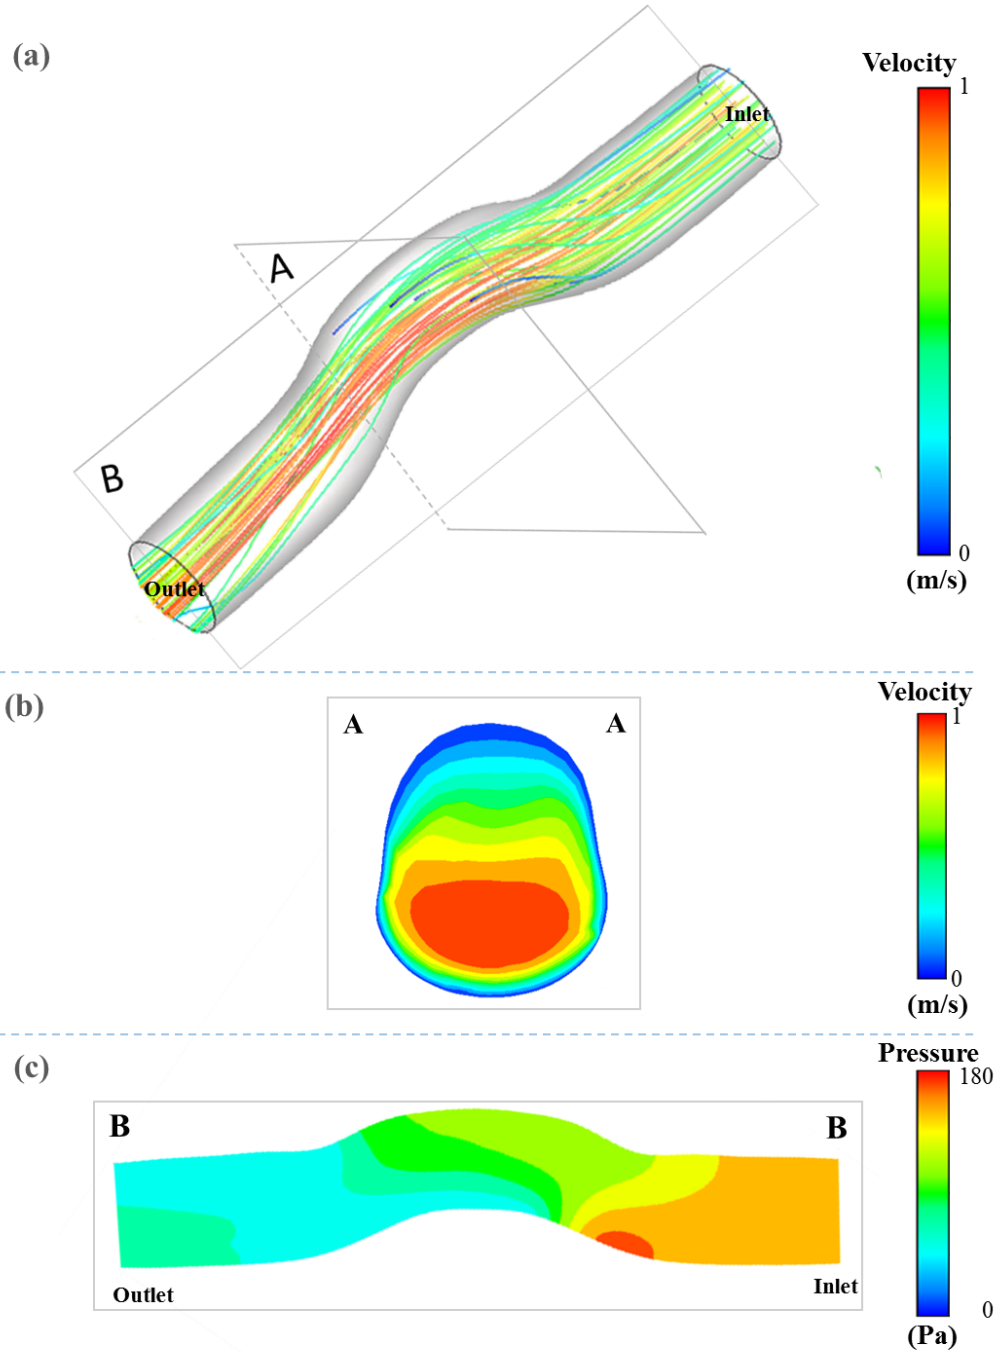 (a)
Velocity
1
Inlet
A
B
Outlet
0
(m/s)
(b)
Velocity
A A
1
0
(m/s)
(c)
Pressure
180
B B
Outlet Inlet
0
(Pa)